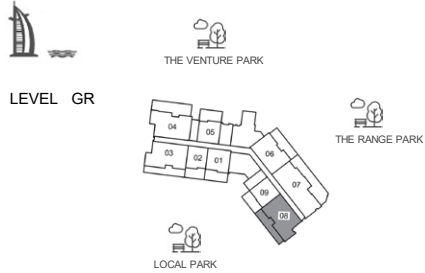 THE VENTURE PARK
LEVEL GR
THE RANGE PARK
04
05
03
02
01
06
07
09
08
LOCAL PARK